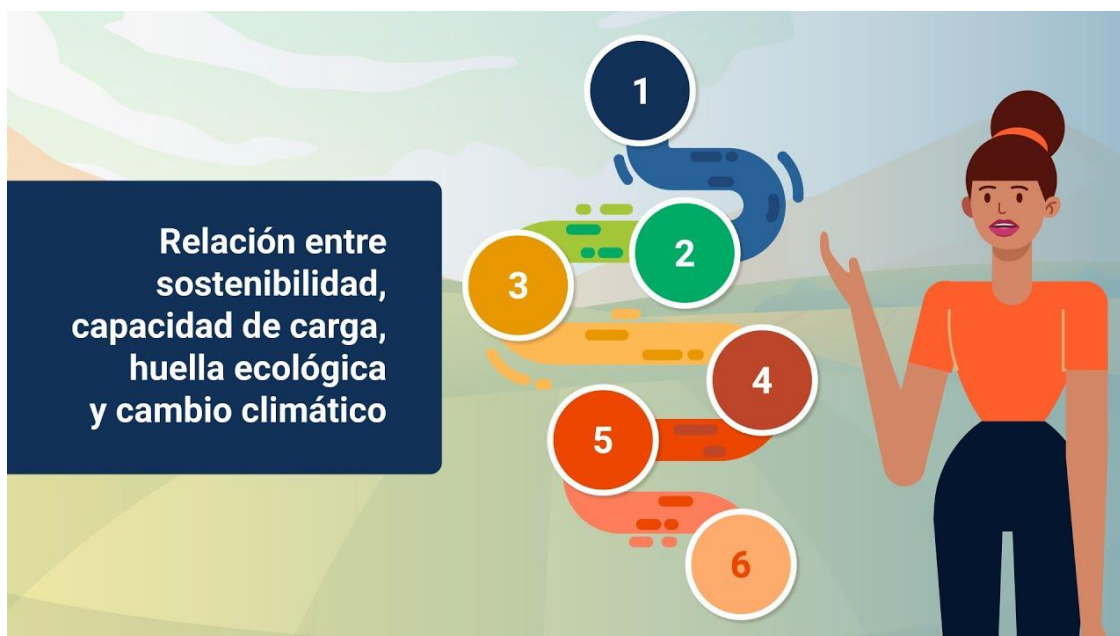 Relación entre
sostenibilidad,
capacidad de carga,
huella ecológica
y cambio climático
1
2
3
4
5
6